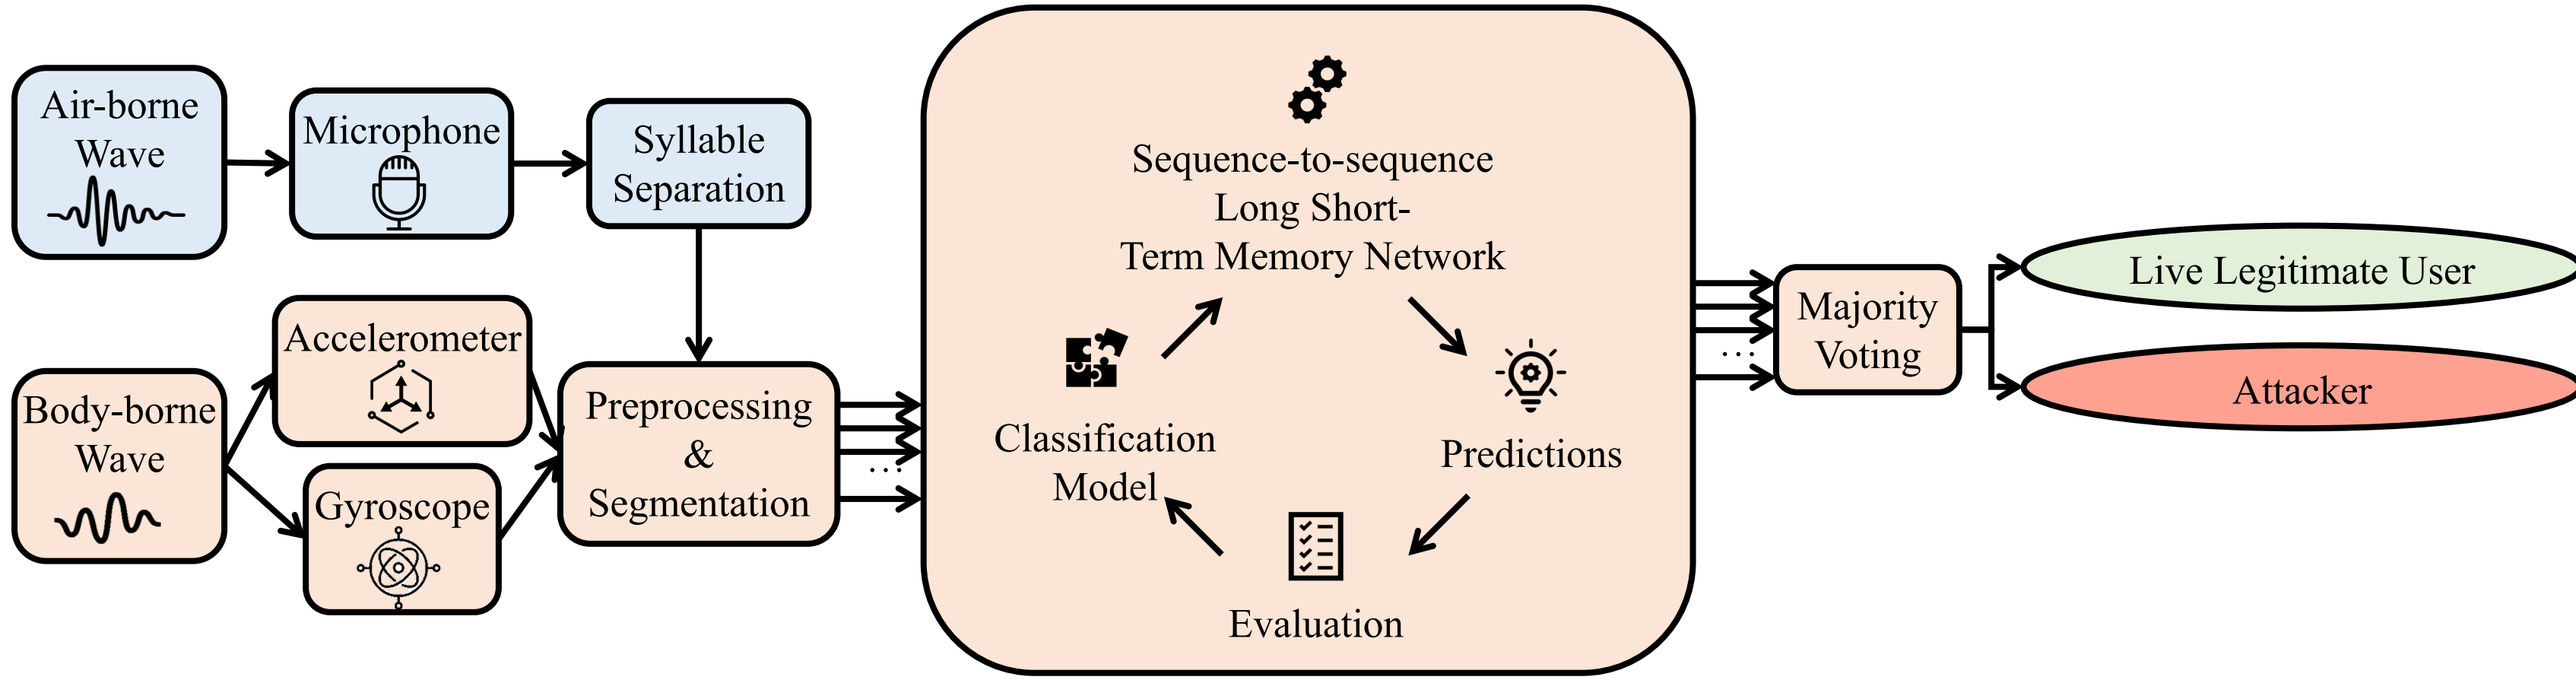 Air-borne
Wave
Microphone
Syllable
Separation
Body-borne
Wave
Accelerometer
Gyroscope
Preprocessing
&
Segmentation
...
Sequence-to-sequence
Long Short-
Term Memory Network
Classification
Model
Predictions
Evaluation
...
Majority
Voting
Live Legitimate User
Attacker